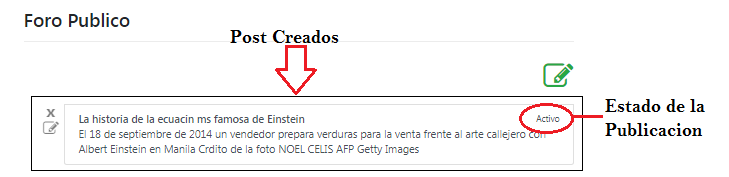 Foro Publico
Post Creados
X
La historia de la ecuacin ms famosa de Einstein
Activo
El 18 de septiembre de 2014 un vendedor prepara verduras para la venta frente al arte callejero con
Albert Einstein en Manila Crdito de la foto NOEL CELIS AFP Getty Images
Estado de la
Publicacion